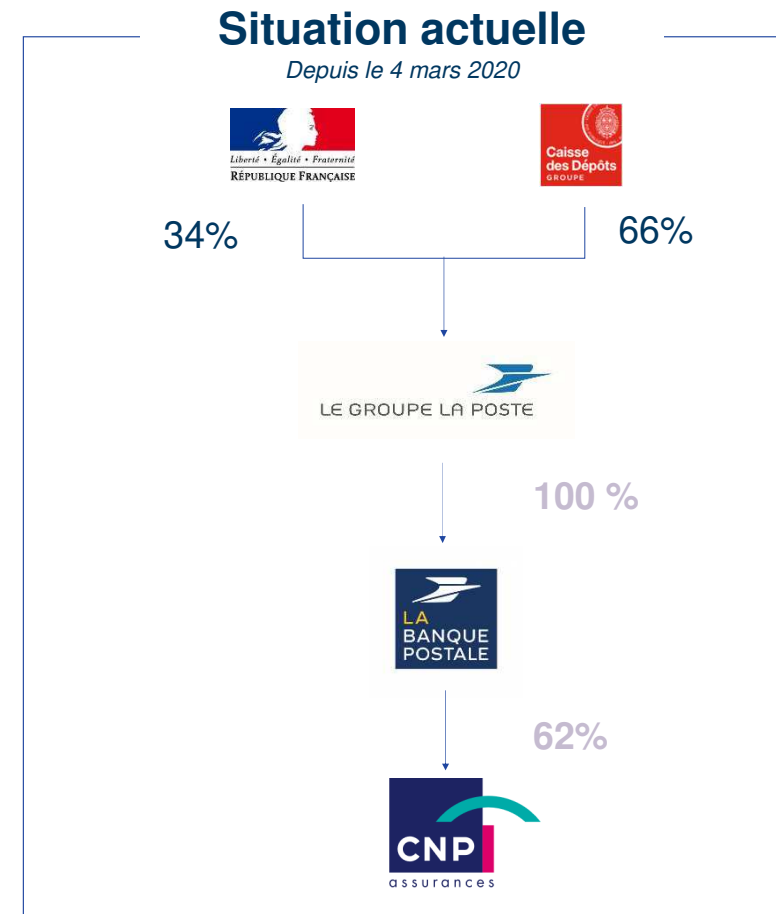 Situation actuelle
Depuis le 4 mars 2020
Liberté • Égalité • Fraternité
RÉPUBLIQUE FRANÇAISE
Caisse
des Dépôts
GROUPE
34%
66%
LE GROUPE LA POSTE
100 %
LA
BANQUE
POSTALE
62%
CNP
assurances